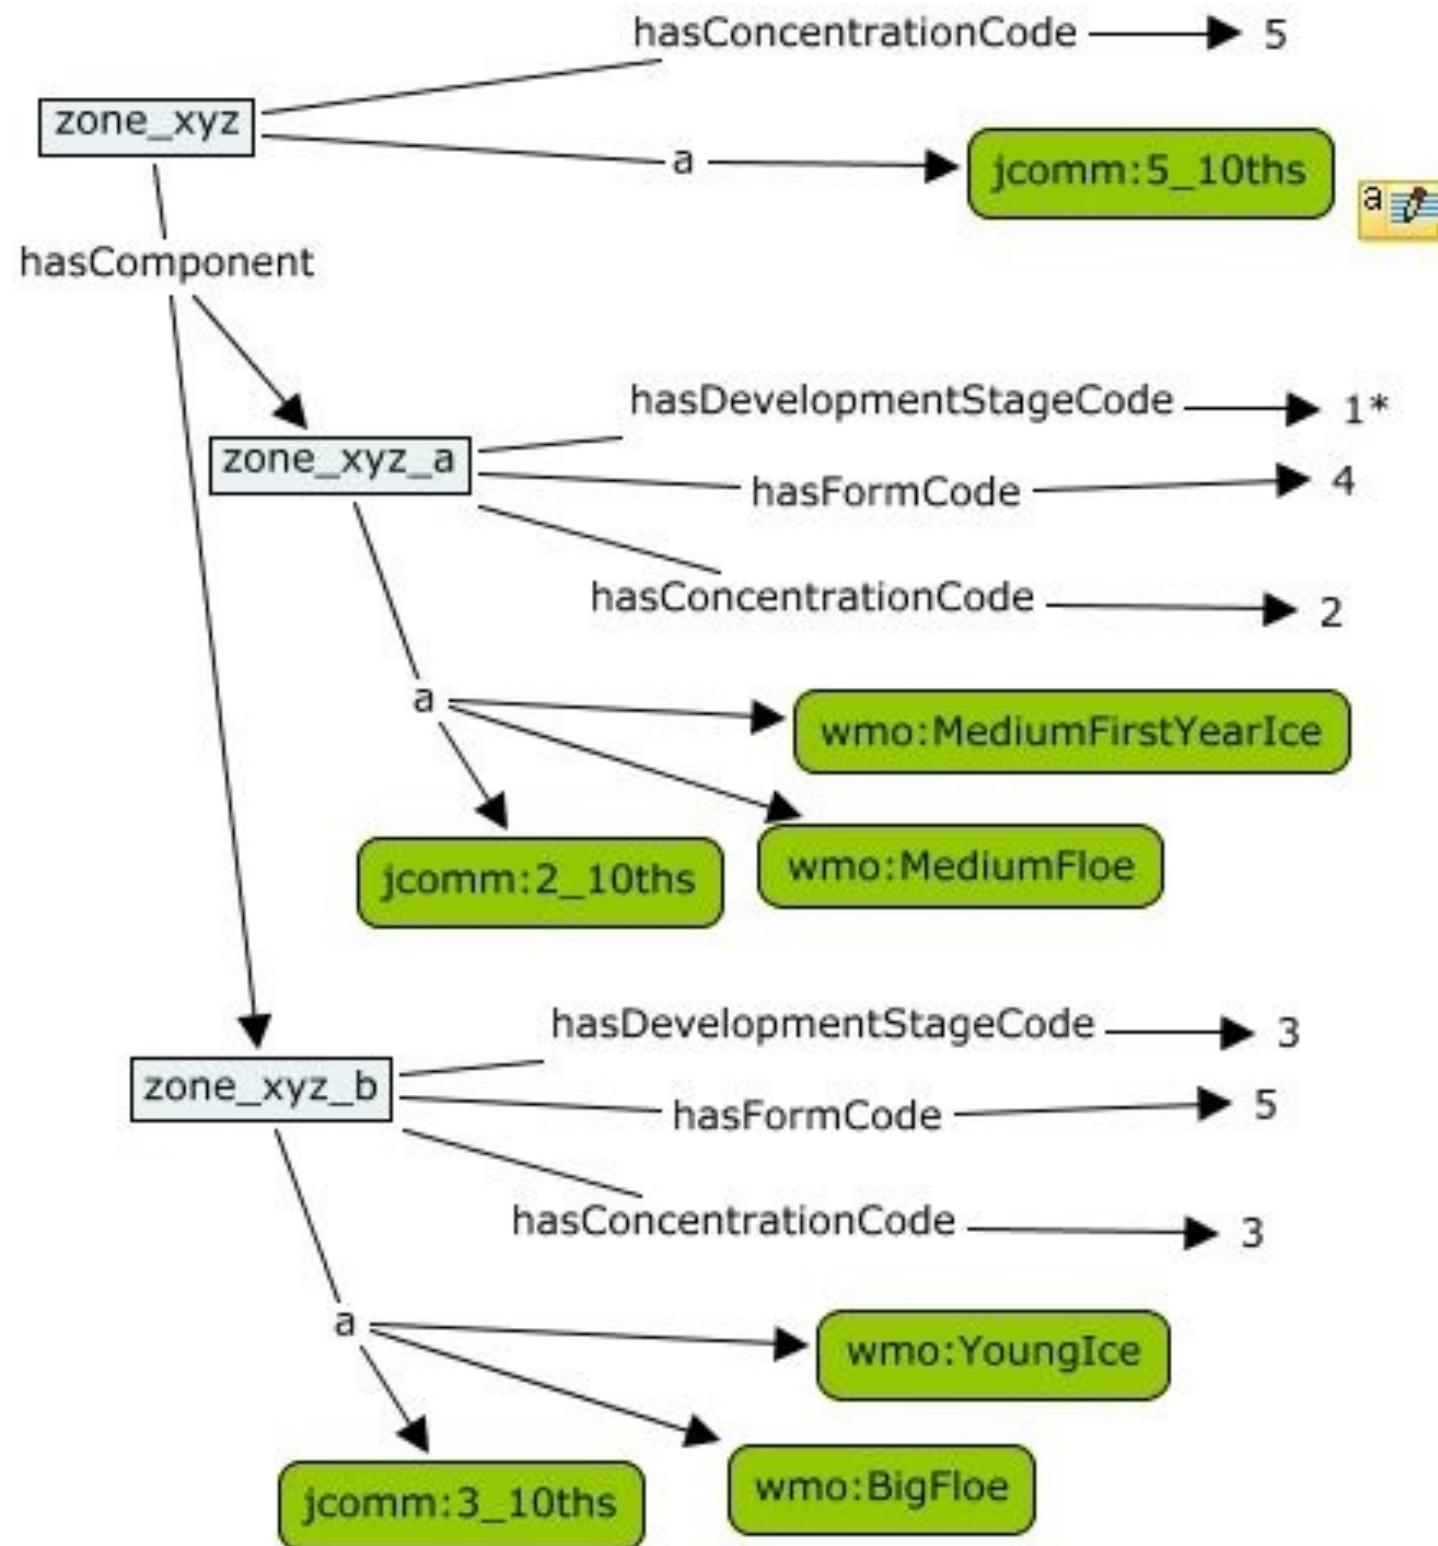 hasConcentrationCode 5
zone_xyz
a jcomm:5_10ths
a
hasComponent
hasDevelopmentStageCode 1*
zone_xyz_a
hasFormCode 4
hasConcentrationCode 2
a
wmo:MediumFirstYearIce
wmo:MediumFloe
jcomm:2_10ths
hasDevelopmentStageCode 3
zone_xyz_b
hasFormCode 5
hasConcentrationCode 3
a
wmo:YoungIce
wmo:BigFloe
jcomm:3_10ths